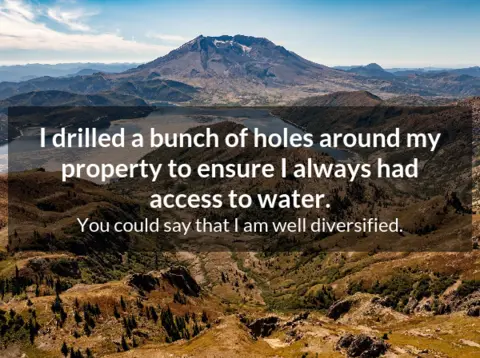 I drilled a bunch of holes around my
property to ensure I always had
access to water.
You could say that I am well diversified.